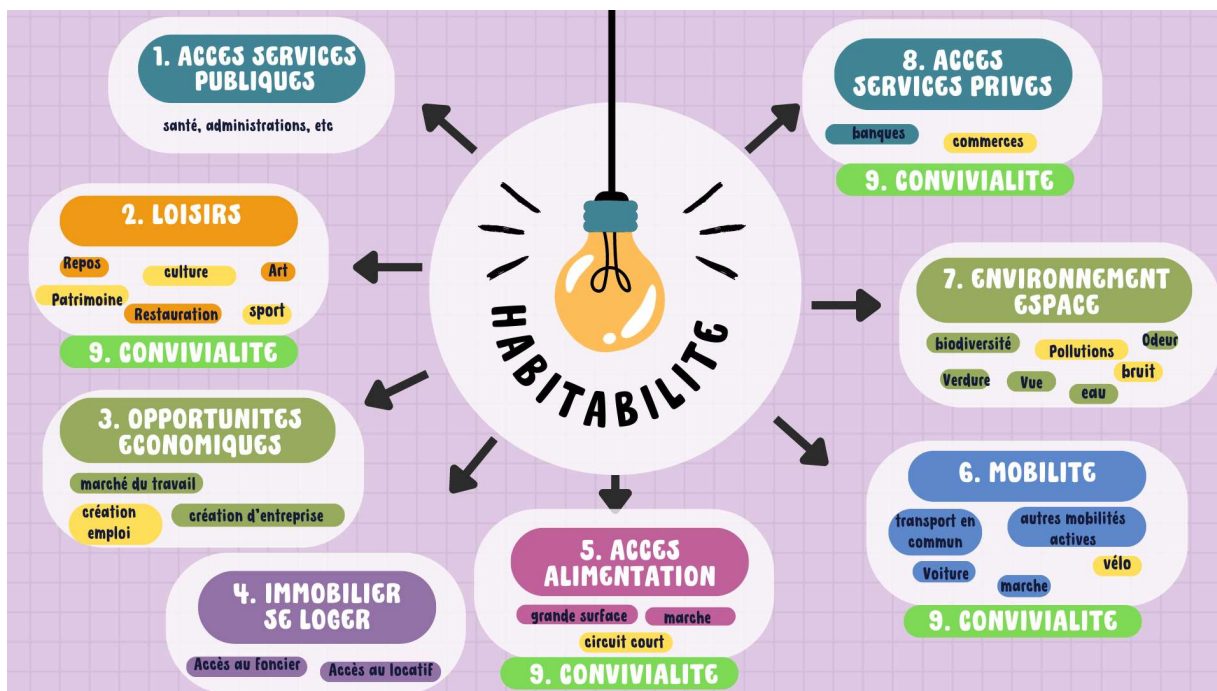 1. ACCES SERVICES
PUBLIQUES
santé, administrations, etc
2. LOISIRS
Repos
culture
Art
Patrimoine
Restauration
sport
9. CONVIVIALITE
3. OPPORTUNITES
ECONOMIQUES
marché du travail
création
emploi
création d'entreprise
4. IMMOBILIER
SE LOGER
Accès au foncier
Accès au locatif
HABITABILITE
5. ACCES
ALIMENTATION
grande surface
marche
circuit court
9. CONVIVIALITE
6. MOBILITE
transport en
commun
autres mobilités
actives
Voiture
marche
vélo
9. CONVIVIALITE
7. ENVIRONNEMENT
ESPACE
biodiversité
Pollutions
Odeur
Verdure
Vue
bruit
eau
8. ACCES
SERVICES PRIVES
banques
commerces
9. CONVIVIALITE